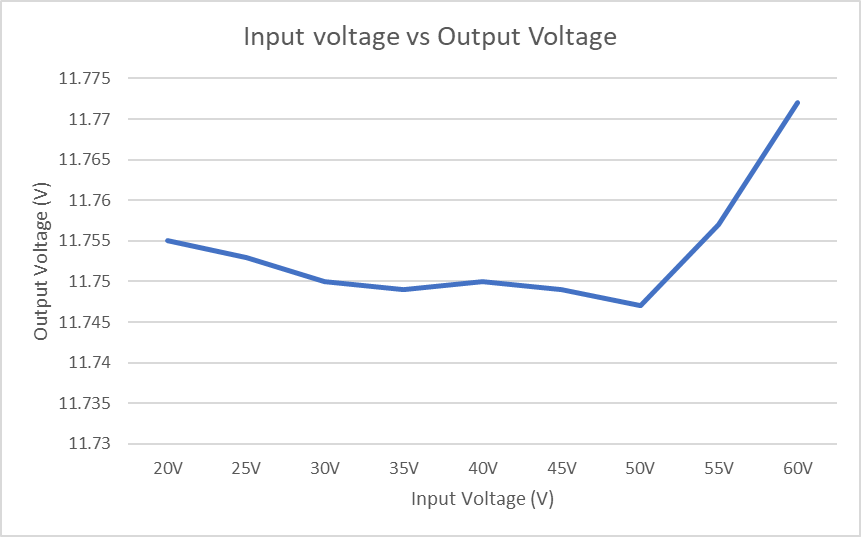 Input voltage vs Output Voltage
11.775
11.77
11.765
11.76
11.755
11.75
11.745
11.74
11.735
11.73
Output Voltage (V)
20V 25V 30V 35V 40V 45V 50V 55V 60V
Input Voltage (V)